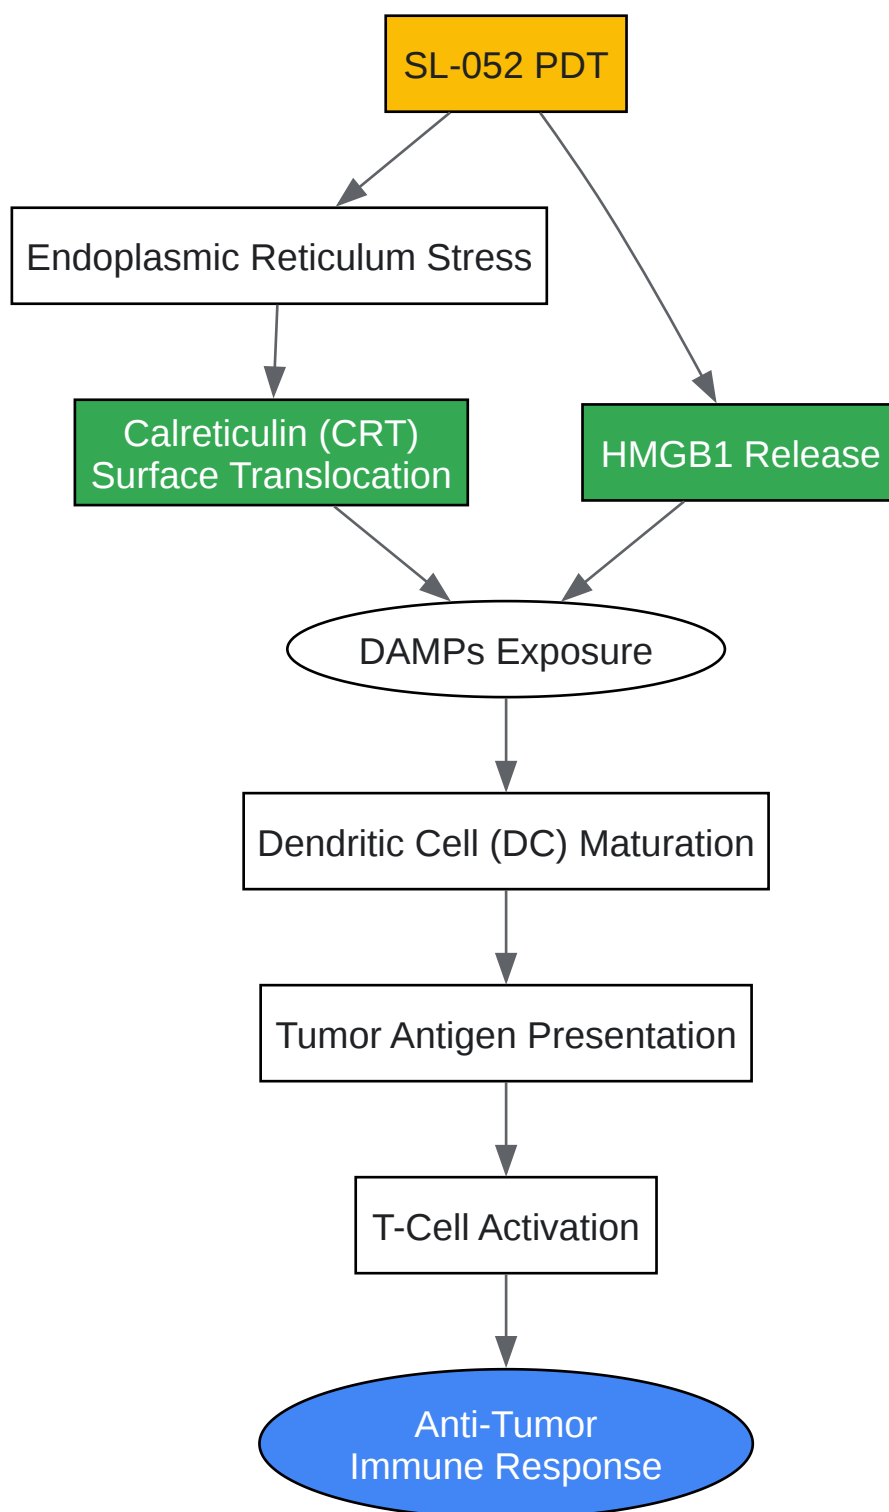 SL-052 PDT
Endoplasmic Reticulum Stress
Calreticulin (CRT)
Surface Translocation
HMGB1 Release
DAMPs Exposure
Dendritic Cell (DC) Maturation
Tumor Antigen Presentation
T-Cell Activation
Anti-Tumor
Immune Response